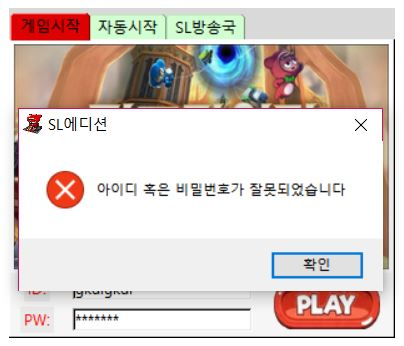 게임시작 자동시작 SL방송국
SL에디션
아이디 혹은 비밀번호가 잘못되었습니다
확인
ID:
PW: *******
PLAY